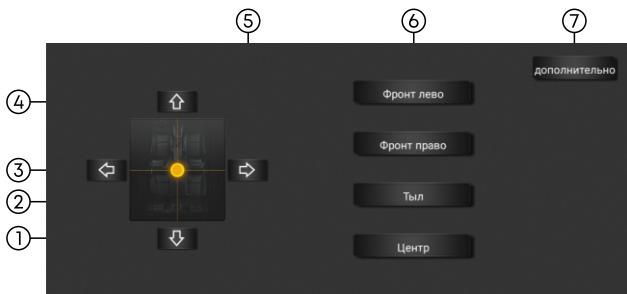 5 6 7
дополнительно
4
Фронт лево
Фронт право
3
2
Тыл
1
Центр